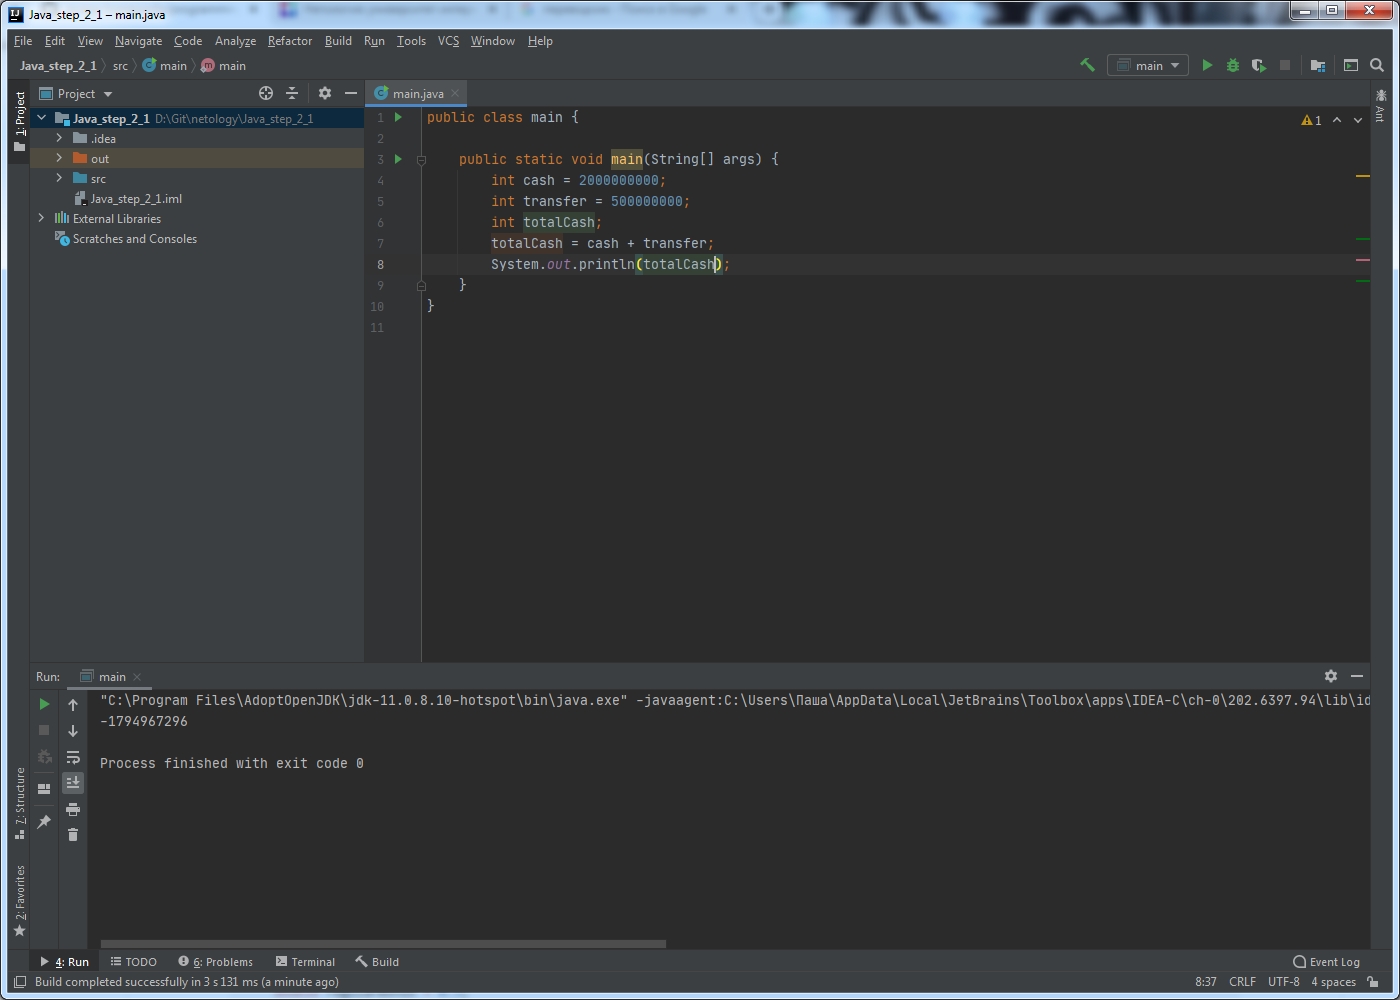 Java_step_2_1 – main.java
File Edit View Navigate Code Analyze Refactor Build Run Tools VCS Window Help
Java_step_2_1 src main main
main
1: Project
Project
main.java
Ant
Java_step_2_1 D:\Git\netology\Java_step_2_1
.idea
out
src
Java_step_2_1.iml
External Libraries
Scratches and Consoles
1 public class main {
1
2
3 public static void main(String[] args) {
4 int cash = 2000000000;
5 int transfer = 500000000;
6 int totalCash;
7 totalCash = cash + transfer;
8 System.out.println(totalCash);
9 }
10 }
11
Run: main
"C:\Program Files\AdoptOpenJDK\jdk-11.0.8.10-hotspot\bin\java.exe" -javaagent:C:\Users\Паша\AppData\Local\JetBrains\Toolbox\apps\IDEA-C\ch-0\202.6397.94\lib\id
-1794967296
Process finished with exit code 0
7: Structure
2: Favorites
4: Run TODO 6: Problems Terminal Build Event Log
Build completed successfully in 3 s 131 ms (a minute ago) 8:37 CRLF UTF-8 4 spaces